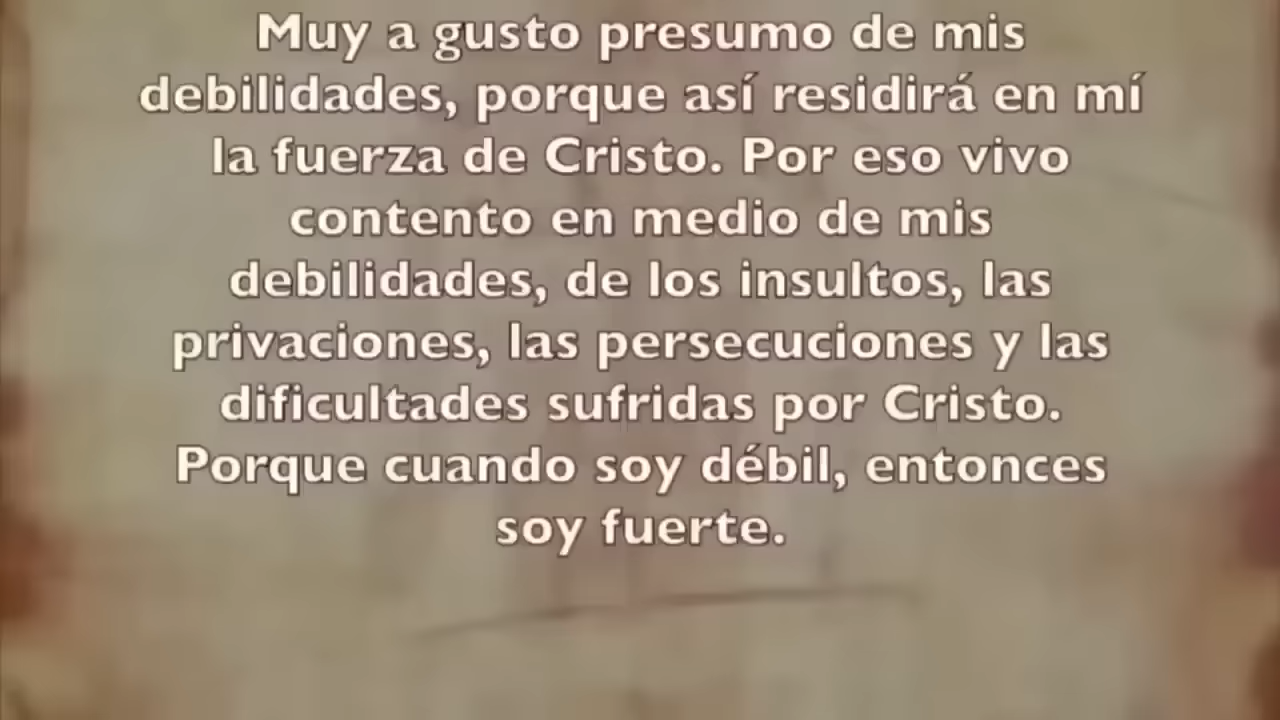 Muy a gusto presumo de mis
debilidades, porque así residirá en mí
la fuerza de Cristo. Por eso vivo
contento en medio de mis
debilidades, de los insultos, las
privaciones, las persecuciones y las
dificultades sufridas por Cristo.
Porque cuando soy débil, entonces
soy fuerte.